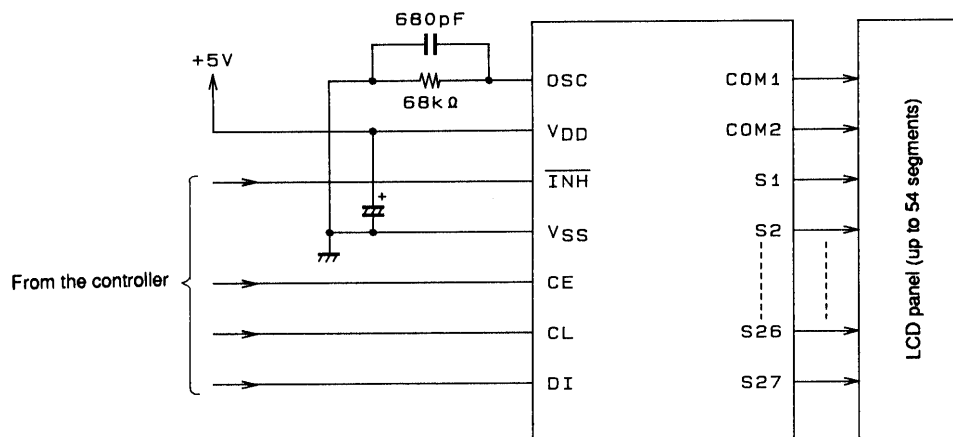 680pF
+5V
68kΩ
OSC
VDD
INH
+
VSS
CE
CL
DI
From the controller
COM1
COM2
S1
S2
S26
S27
LCD panel (up to 54 segments)